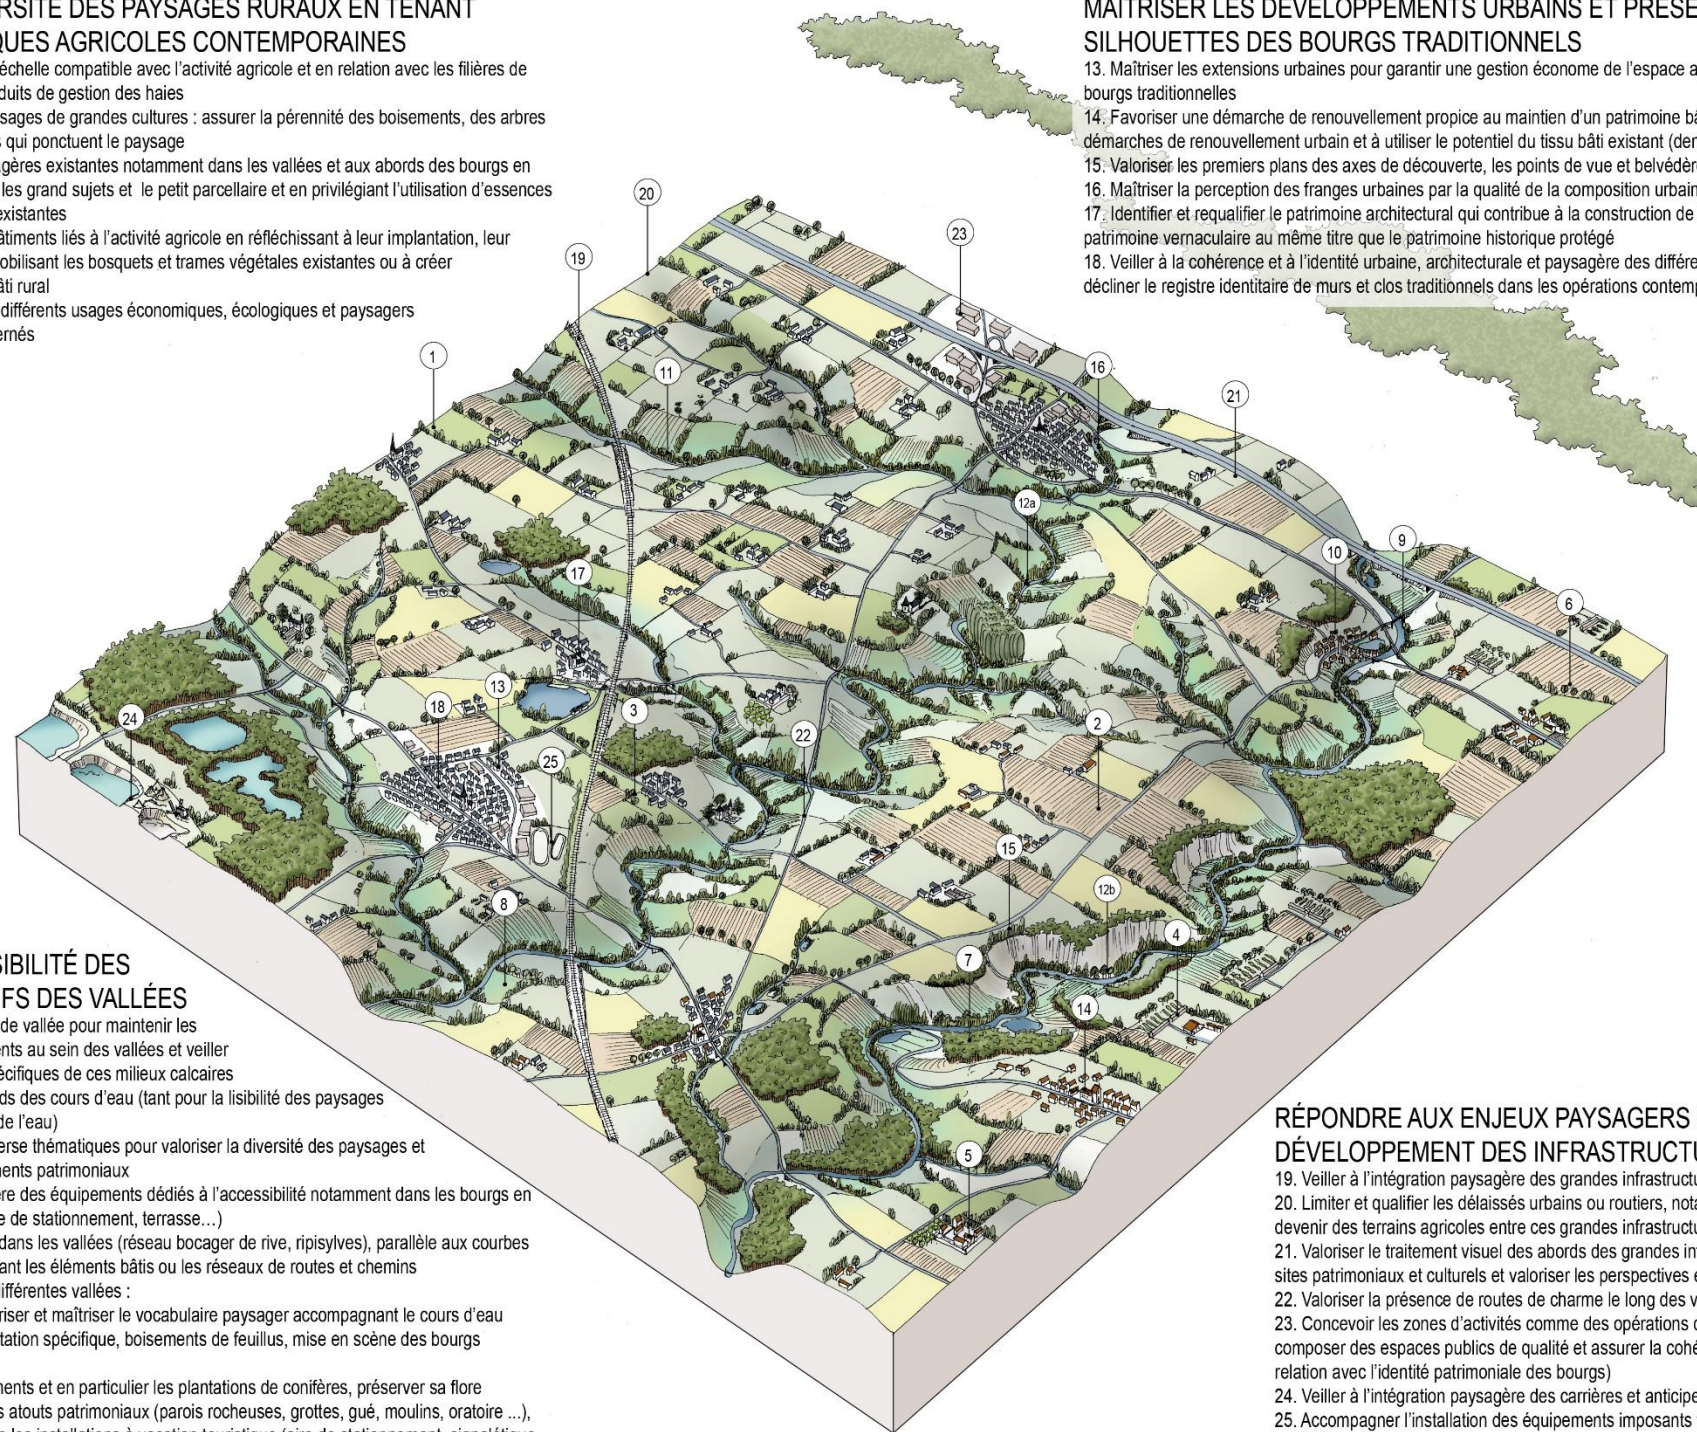 RSITÉ DES PAYSAGES RURAUX EN TENANT
QUES AGRICOLES CONTEMPORAINES
échelle compatible avec l’activité agricole et en relation avec les filières de
duits de gestion des haies
sages de grandes cultures : assurer la pérennité des boisements, des arbres
s qui ponctuent le paysage
agères existantes notamment dans les vallées et aux abords des bourgs en
les grand sujets et le petit parcellaire et en privilégiant l’utilisation d’essences
existantes
âtiments liés à l’activité agricole en réfléchissant à leur implantation, leur
obilisant les bosquets et trames végétales existantes ou à créer
âti rural
différents usages économiques, écologiques et paysagers
ernés
MAÎTRISER LES DÉVELOPPEMENTS URBAINS ET PRÉSE
SILHOUETTES DES BOURGS TRADITIONNELS
13. Maîtriser les extensions urbaines pour garantir une gestion économe de l’espace a
bourgs traditionnelles
14. Favoriser une démarche de renouvellement propice au maintien d’un patrimoine bâ
démarches de renouvellement urbain et à utiliser le potentiel du tissu bâti existant (den
15. Valoriser les premiers plans des axes de découverte, les points de vue et belvédèr
16. Maîtriser la perception des franges urbaines par la qualité de la composition urbain
17. Identifier et requalifier le patrimoine architectural qui contribue à la construction de
patrimoine vernaculaire au même titre que le patrimoine historique protégé
18. Veiller à la cohérence et à l’identité urbaine, architecturale et paysagère des différe
décliner le registre identitaire de murs et clos traditionnels dans les opérations contemp
20
23
19
1
11
16
21
12a
9
10
17
6
13
3
18
24
2
22
25
15
12b
8
4
7
14
5
SIBILITÉ DES
FS DES VALLÉES
de vallée pour maintenir les
ents au sein des vallées et veiller
écifiques de ces milieux calcaires
ds des cours d’eau (tant pour la lisibilité des paysages
de l’eau)
erse thématiques pour valoriser la diversité des paysages et
ments patrimoniaux
ère des équipements dédiés à l’accessibilité notamment dans les bourgs en
e de stationnement, terrasse…)
dans les vallées (réseau bocager de rive, ripisylves), parallèle aux courbes
ant les éléments bâtis ou les réseaux de routes et chemins
différentes vallées :
riser et maîtriser le vocabulaire paysager accompagnant le cours d’eau
tation spécifique, boisements de feuillus, mise en scène des bourgs
ments et en particulier les plantations de conifères, préserver sa flore
s atouts patrimoniaux (parois rocheuses, grottes, gué, moulins, oratoire ...),
les installations à vocation touristique (aire de stationnement, signalétique
RÉPONDRE AUX ENJEUX PAYSAGERS
DÉVELOPPEMENT DES INFRASTRUCTU
19. Veiller à l’intégration paysagère des grandes infrastructu
20. Limiter et qualifier les délaissés urbains ou routiers, nota
devenir des terrains agricoles entre ces grandes infrastructu
21. Valoriser le traitement visuel des abords des grandes in
sites patrimoniaux et culturels et valoriser les perspectives e
22. Valoriser la présence de routes de charme le long des v
23. Concevoir les zones d’activités comme des opérations d
composer des espaces publics de qualité et assurer la cohé
relation avec l’identité patrimoniale des bourgs)
24. Veiller à l’intégration paysagère des carrières et anticipe
25. Accompagner l’installation des équipements imposants